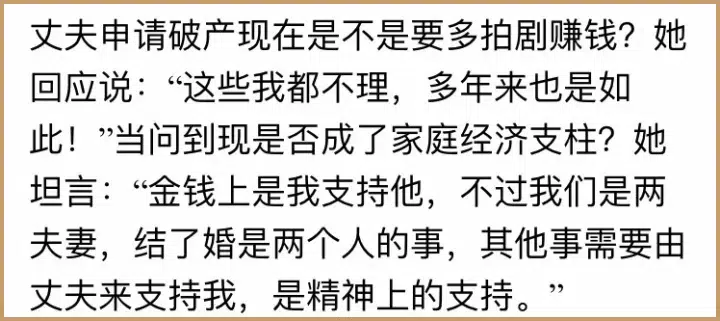 丈夫申请破产现在是不是要多拍剧赚钱？她
回应说：“这些我都不理，多年来也是如
此！”当问到现是否成了家庭经济支柱？她
坦言：“金钱上是我支持他，不过我们是两
夫妻，结了婚是两个人的事，其他事需要由
丈夫来支持我，是精神上的支持。”